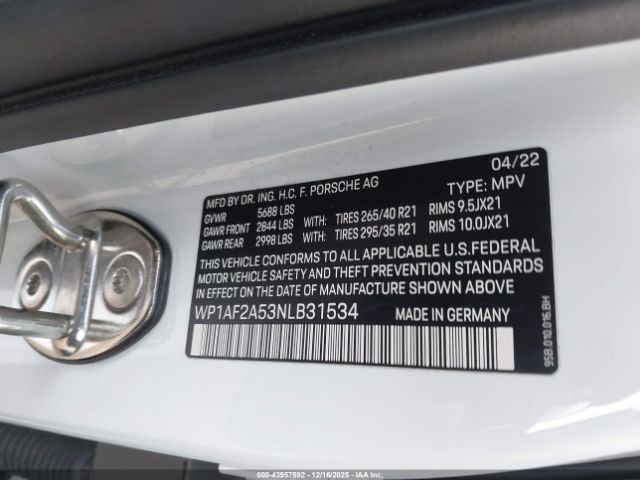 04/22
MFD BY DR. ING. H.C. F. PORSCHE AG TYPE: MPV
GVWR 5688 LBS
GAWR FRONT 2844 LBS WITH: TIRES 265/40 R21 RIMS 9.5JX21
GAWR REAR 2998 LBS WITH: TIRES 295/35 R21 RIMS 10.0JX21
THIS VEHICLE CONFORMS TO ALL APPLICABLE U.S.FEDERAL
MOTOR VEHICLE SAFETY AND THEFT PREVENTION STANDARDS
IN EFFECT ON THE DATE OF MANUFACTURE SHOWN ABOVE
WP1AF2A53NLB31534 MADE IN GERMANY
95B.010.016.BH
000-43957592 - 12/16/2025 - IAA Inc.